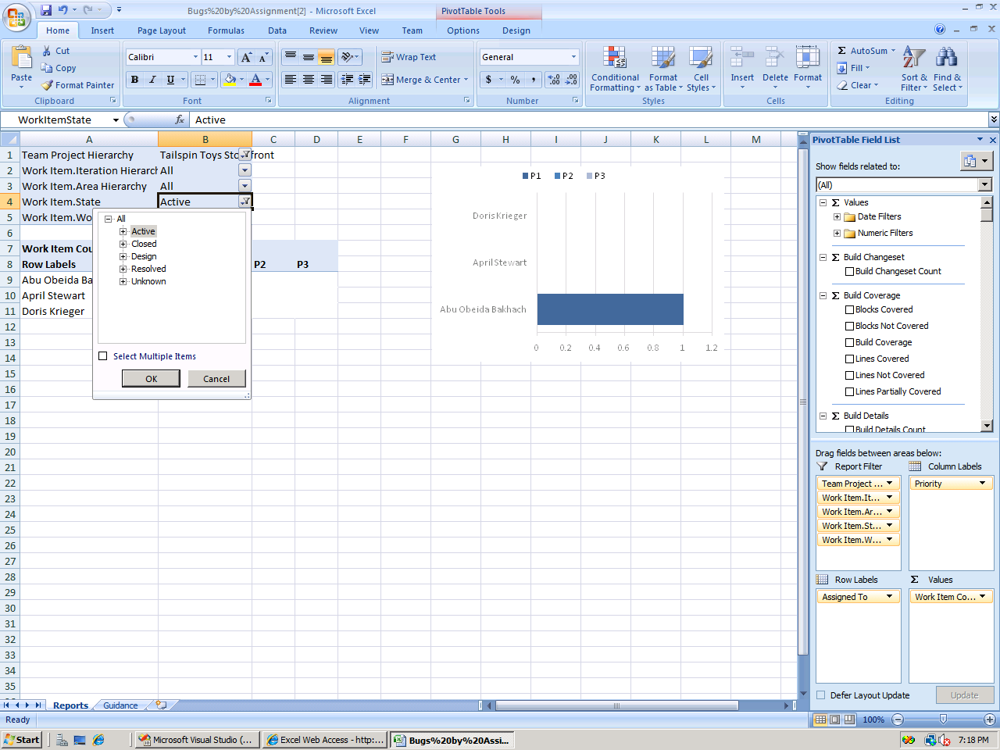 Bugs%20by%20Assignment[2] - Microsoft Excel
PivotTable Tools
Home Insert Page Layout Formulas Data Review View Team Options Design
Paste
Cut
Copy
Format Painter
Clipboard
Calibri 11
B I U
Font
Wrap Text
Merge & Center
Alignment
General
$ % ,
Number
Conditional Formatting
Format as Table
Cell Styles
Styles
Insert Delete Format
Cells
AutoSum
Fill
Clear
Sort & Filter
Find & Select
Editing
WorkItemState fx Active
A B C D E F G H I J K L M
1 Team Project Hierarchy Tailspin Toys Sto front
2 Work Item.Iteration Hierarch All
3 Work Item.Area Hierarchy All
4 Work Item.State Active
5 Work Item.Wo
6
7 Work Item Cou
8 Row Labels P2 P3
9 Abu Obeida Ba
10 April Stewart
11 Doris Krieger
12
13
14
15
16
17
18
19
20
21
22
23
24
25
26
27
28
29
30
31
32
33
34
35
All
Active
Closed
Design
Resolved
Unknown
Select Multiple Items
OK Cancel
P1 P2 P3
Doris Krieger
April Stewart
Abu Obeida Bakhach
0 0.2 0.4 0.6 0.8 1 1.2
PivotTable Field List
Show fields related to:
(All)
Σ Values
Date Filters
Numeric Filters
Σ Build Changeset
Build Changeset Count
Σ Build Coverage
Blocks Covered
Blocks Not Covered
Build Coverage
Lines Covered
Lines Not Covered
Lines Partially Covered
Σ Build Details
Build Details Count
Drag fields between areas below:
Report Filter Column Labels
Team Project ... Priority
Work Item.It...
Work Item.Ar...
Work Item.St...
Work Item.W...
Row Labels Σ Values
Assigned To Work Item Co...
Defer Layout Update Update
Reports Guidance
Ready 100%
Start Microsoft Visual Studio (... Excel Web Access - http:... Bugs%20by%20Assi... 7:18 PM